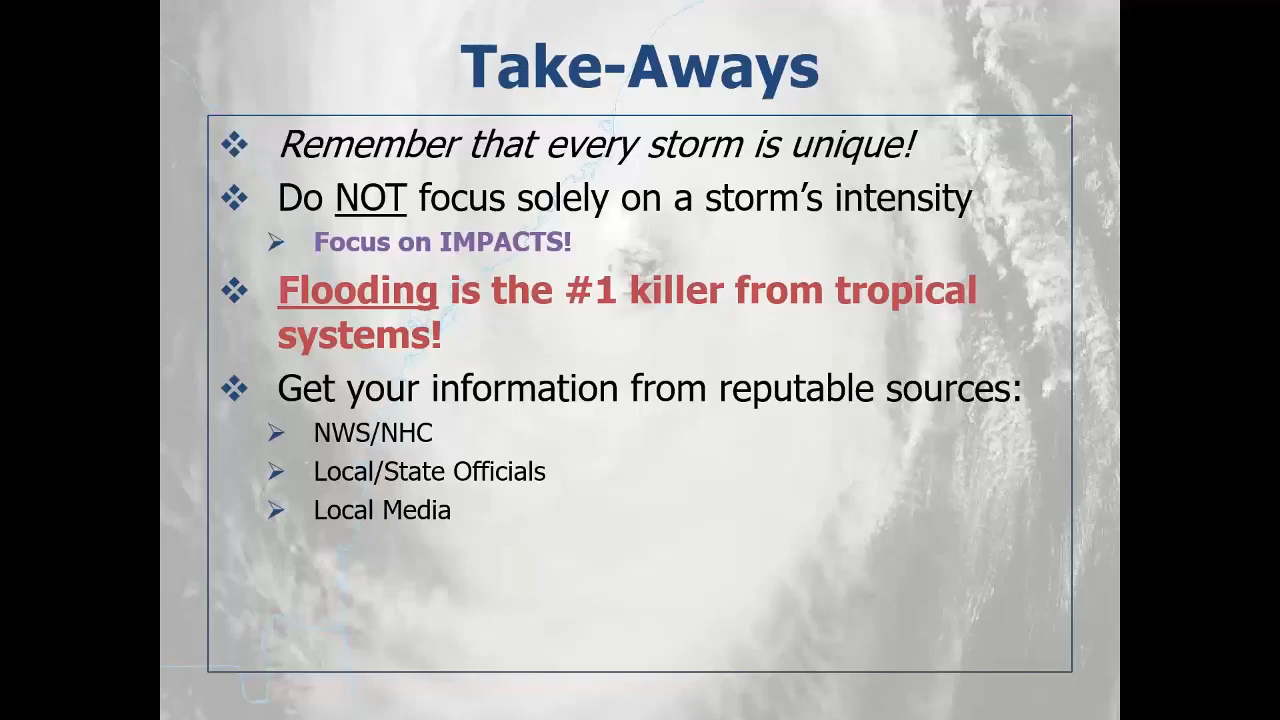 Take-Aways
Remember that every storm is unique!
Do NOT focus solely on a storm’s intensity
Focus on IMPACTS!
Flooding is the #1 killer from tropical
systems!
Get your information from reputable sources:
NWS/NHC
Local/State Officials
Local Media